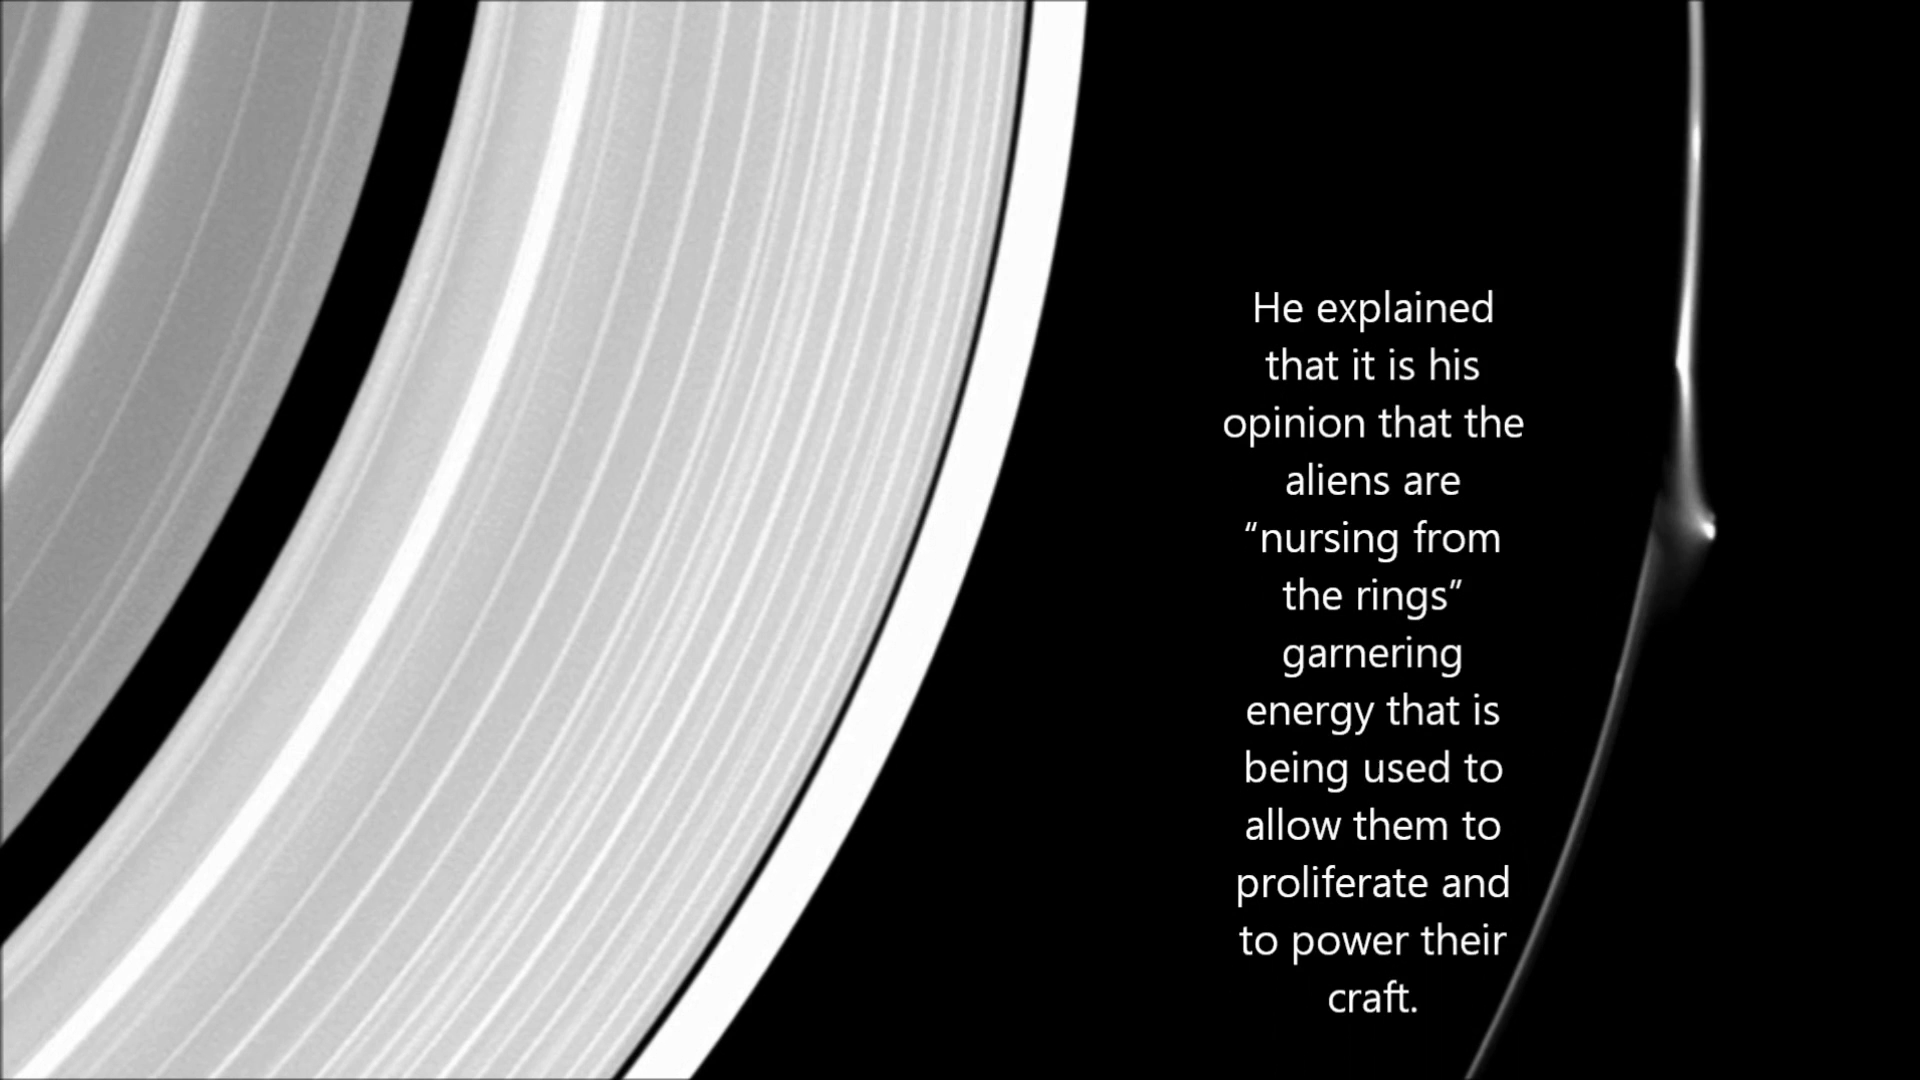 He explained
that it is his
opinion that the
aliens are
“nursing from
the rings”
garnering
energy that is
being used to
allow them to
proliferate and
to power their
craft.